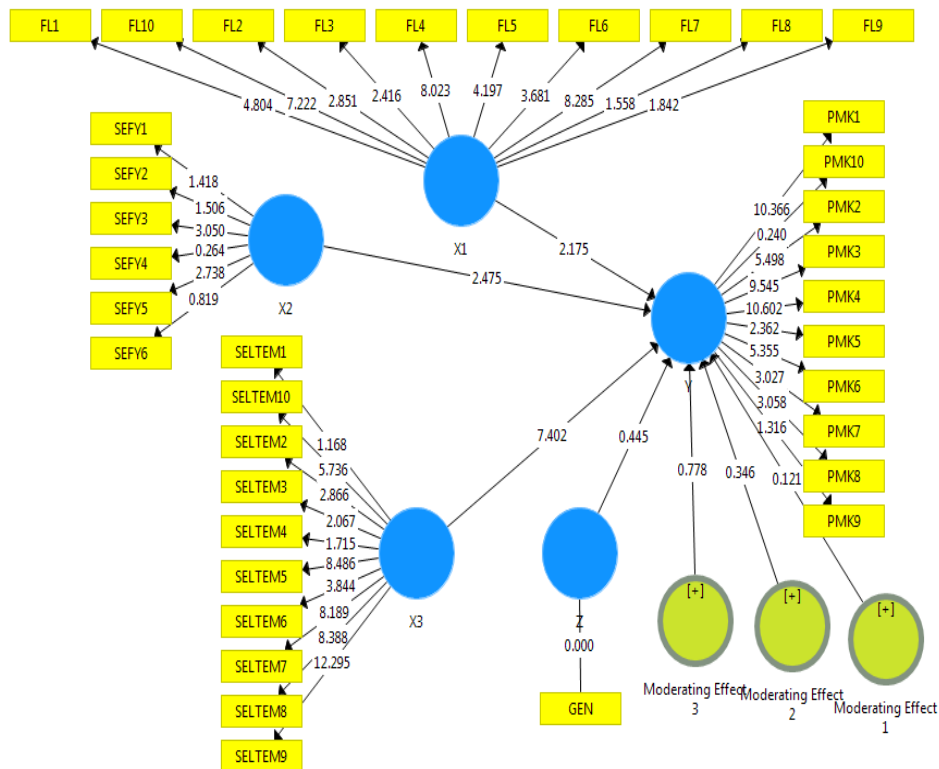 FL1 FL10 FL2 FL3 FL4 FL5 FL6 FL7 FL8 FL9
4.804 7.222 2.851 2.416 8.023 4.197 3.681 8.285 1.558 1.842
X1
SEFY1
SEFY2
SEFY3
SEFY4
SEFY5
SEFY6
1.418
1.506
3.050
0.264
2.738
0.819
X2
2.475
2.175
PMK1
PMK10
PMK2
PMK3
PMK4
PMK5
PMK6
PMK7
PMK8
PMK9
10.366
0.240
5.498
9.545
10.602
2.362
5.355
3.027
3.058
1.316
Y
SELTEM1
SELTEM10
SELTEM2
SELTEM3
SELTEM4
SELTEM5
SELTEM6
SELTEM7
SELTEM8
SELTEM9
1.168
5.736
2.866
2.067
1.715
8.486
3.844
8.189
8.388
12.295
X3
7.402
0.445
0.778
0.346
0.121
Z
0.000
GEN
[+]
Moderating Effect
3
[+]
Moderating Effect
2
[+]
Moderating Effect
1